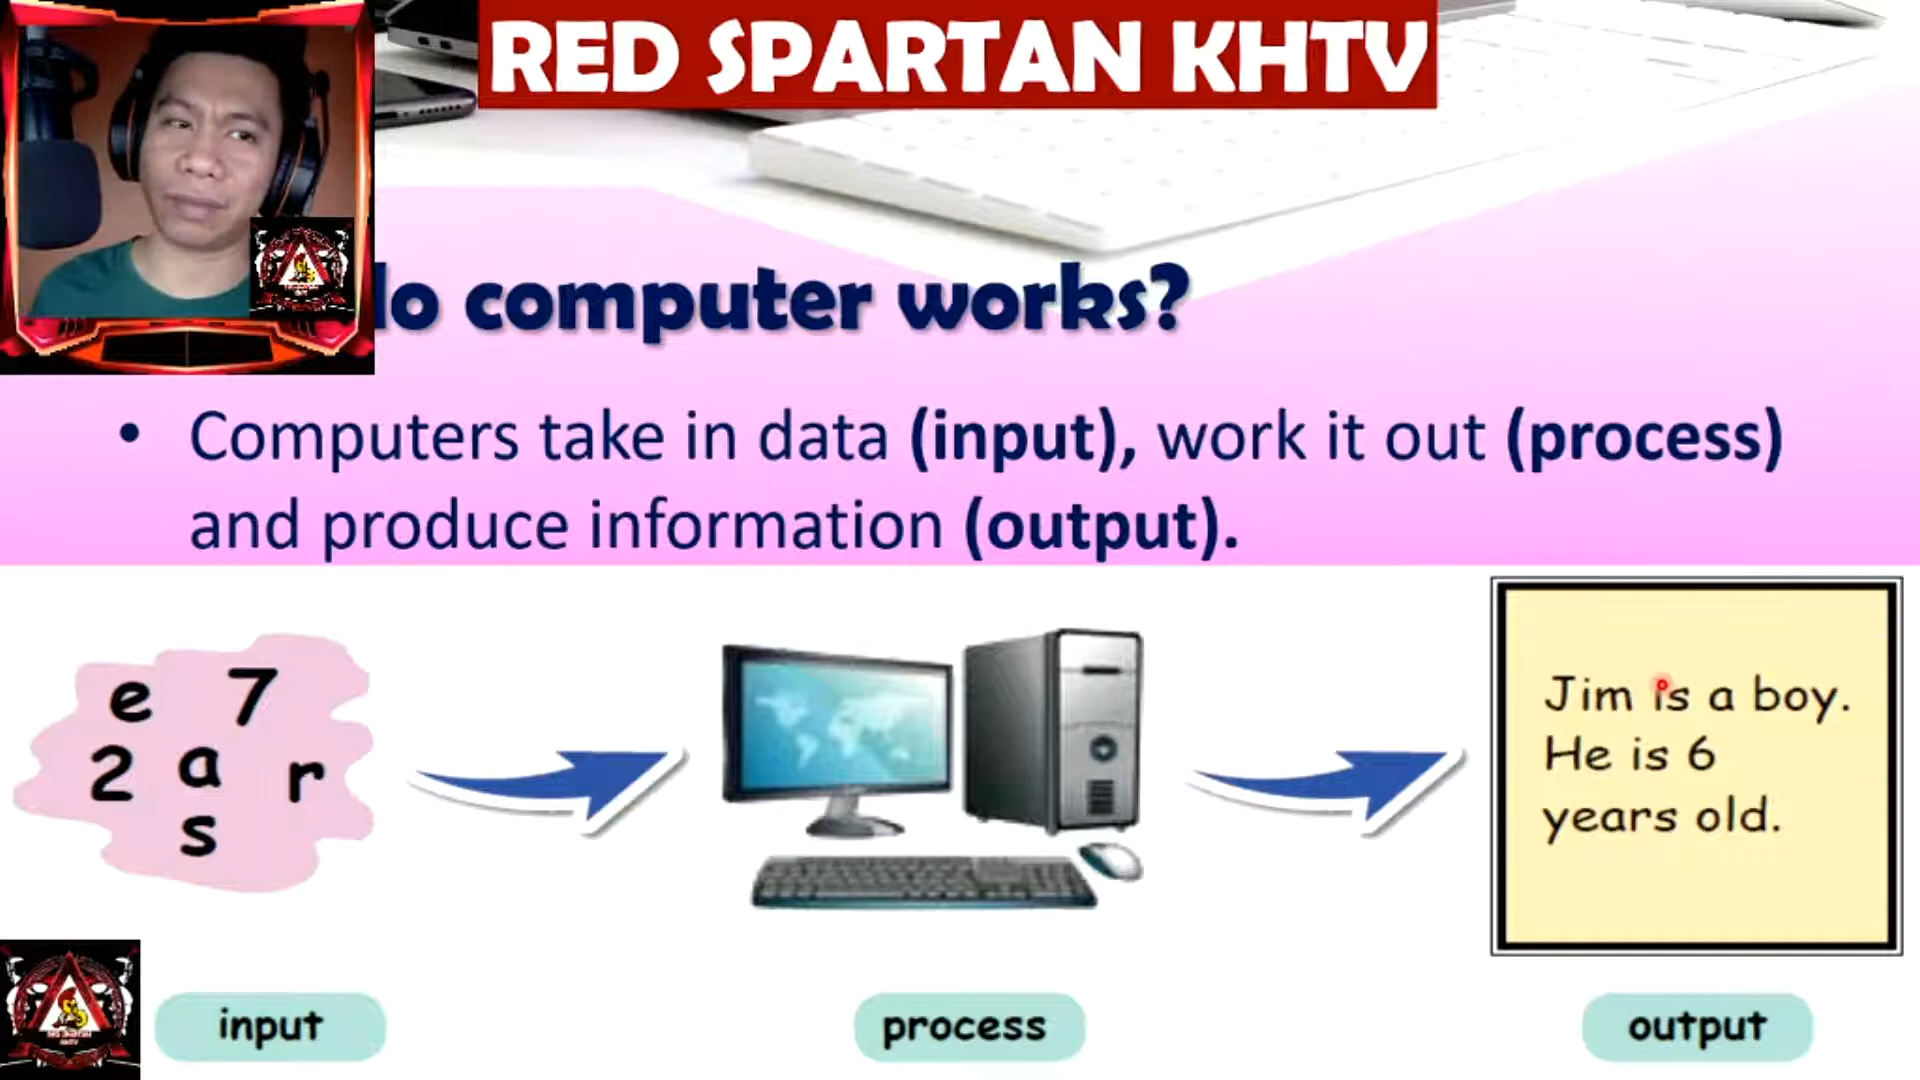 RED SPARTAN KHTV
do computer works?
• Computers take in data (input), work it out (process)
and produce information (output).
e 7
2 a r
s
Jim is a boy.
He is 6
years old.
input
process
output